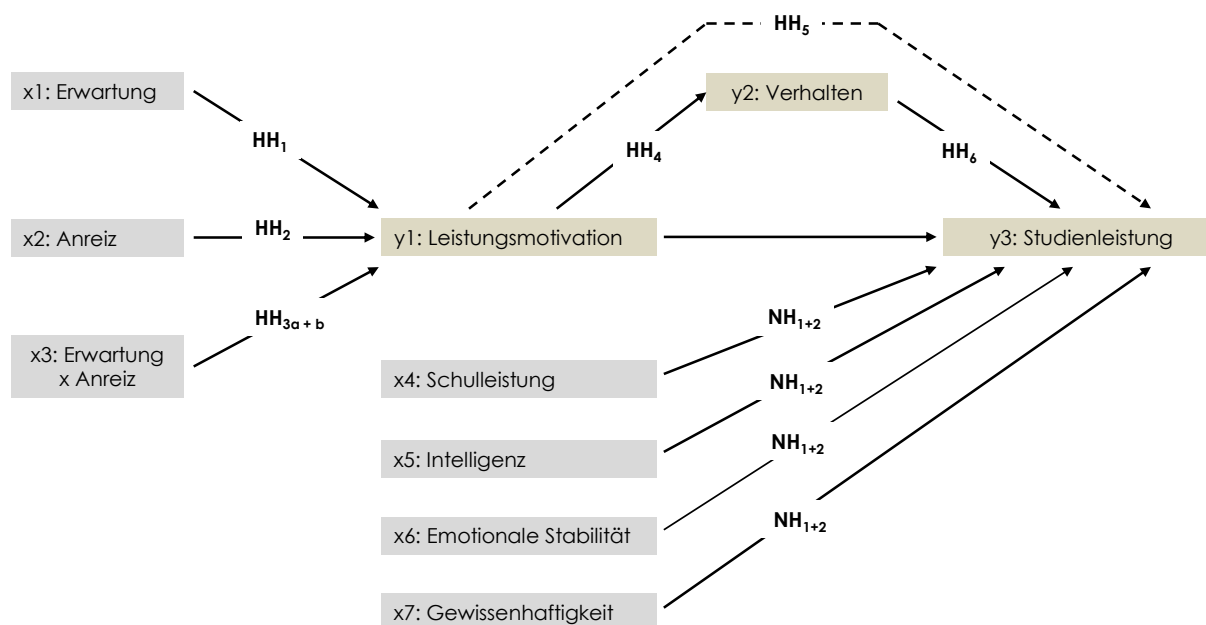 HH5
x1: Erwartung
y2: Verhalten
HH1
HH4
HH6
x2: Anreiz
HH2
y1: Leistungsmotivation
y3: Studienleistung
HH3a + b
NH1+2
x3: Erwartung
x Anreiz
x4: Schulleistung
NH1+2
x5: Intelligenz
NH1+2
x6: Emotionale Stabilität
NH1+2
x7: Gewissenhaftigkeit